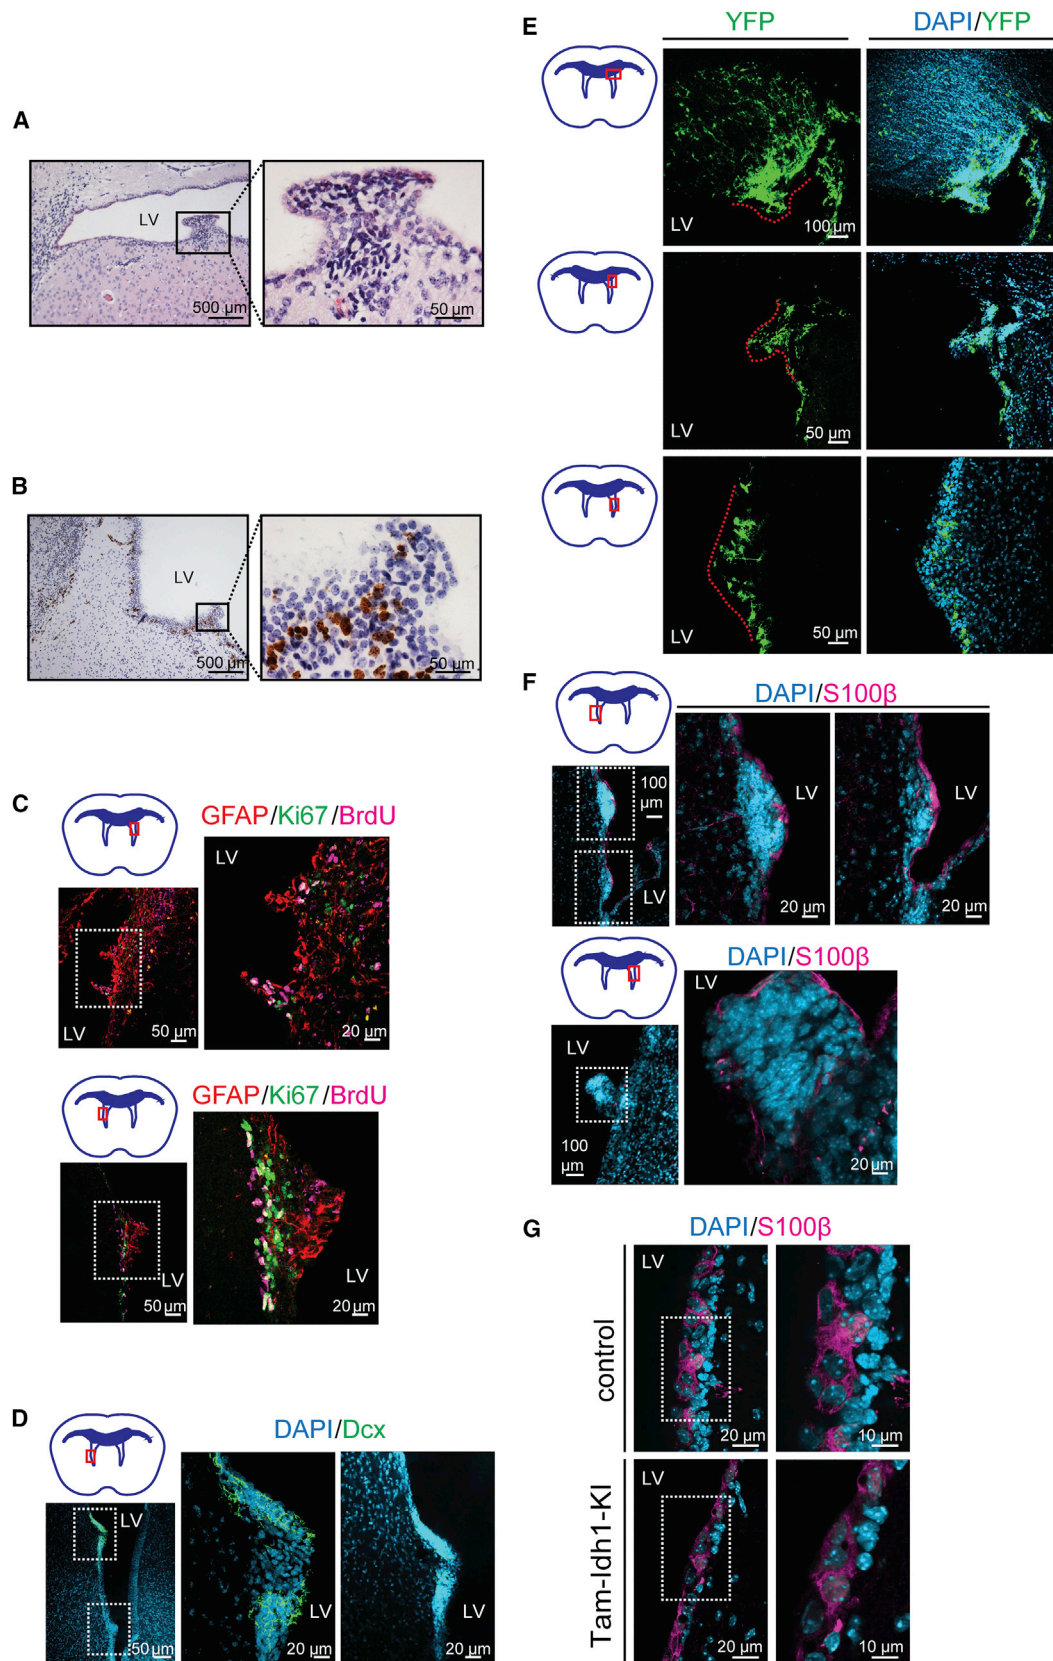 A
LV
500 µm
50 µm
B
LV
500 µm
50 µm
C
GFAP/Ki67/BrdU
LV
LV
50 µm
20 µm
GFAP/Ki67/BrdU
LV
50 µm
LV
20 µm
D
DAPI/Dcx
LV
50 µm
LV
20 µm
LV
20 µm
E
YFP
DAPI/YFP
LV
100 µm
LV
50 µm
LV
50 µm
F
DAPI/S100β
100
µm
LV
LV
20 µm
LV
20 µm
DAPI/S100β
LV
100
µm
LV
20 µm
G
DAPI/S100β
control
LV
20 µm
10 µm
Tam-Idh1-KI
LV
20 µm
10 µm